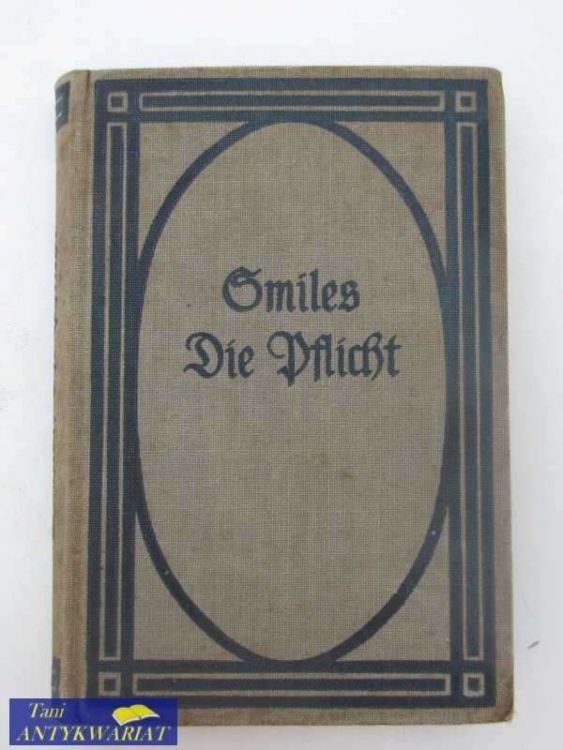 Smiles
Die Pflicht
Tani
ANTYKWARIAT